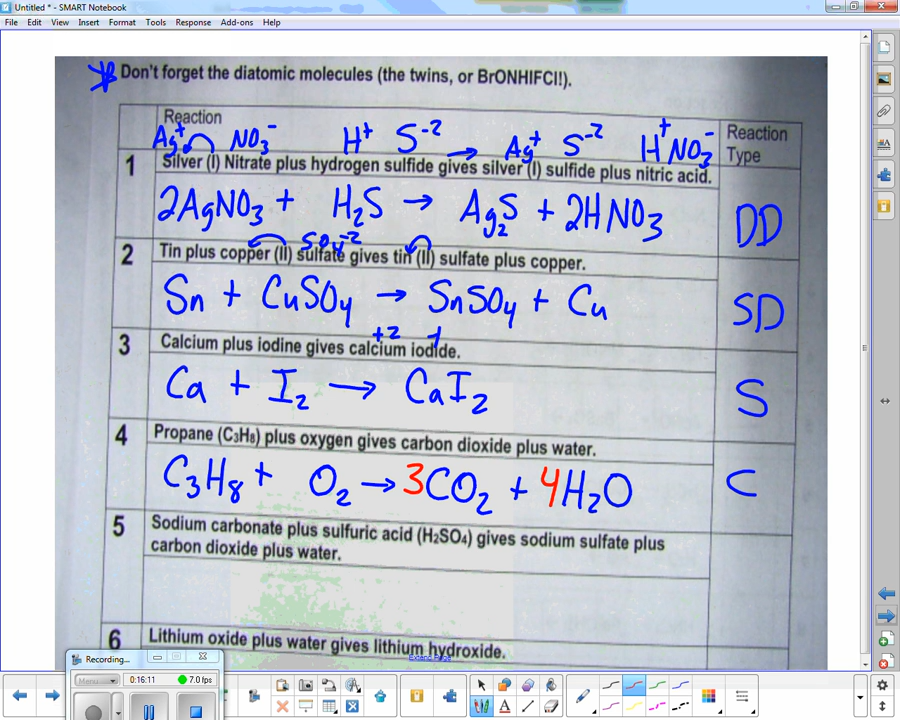 Untitled * - SMART Notebook
File Edit View Insert Format Tools Response Add-ons Help
Don't forget the diatomic molecules (the twins, or BrONHIFCl!).
Reaction
Reaction Type
Ag⁺ NO₃⁻ H⁺ S⁻² → Ag⁺ S⁻² H⁺ NO₃⁻
1 Silver (I) Nitrate plus hydrogen sulfide gives silver (I) sulfide plus nitric acid.
2AgNO₃ + H₂S → Ag₂S + 2HNO₃ DD
SO₄⁻²
2 Tin plus copper (II) sulfate gives tin (II) sulfate plus copper.
Sn + CuSO₄ → SnSO₄ + Cu SD
+2 -1
3 Calcium plus iodine gives calcium iodide.
Ca + I₂ → CaI₂ S
4 Propane (C₃H₈) plus oxygen gives carbon dioxide plus water.
C₃H₈ + O₂ → 3CO₂ + 4H₂O C
5 Sodium carbonate plus sulfuric acid (H₂SO₄) gives sodium sulfate plus
carbon dioxide plus water.
6 Lithium oxide plus water gives lithium hydroxide.
Extend Page
Recording...
0:16:11 7.0 fps
Menu